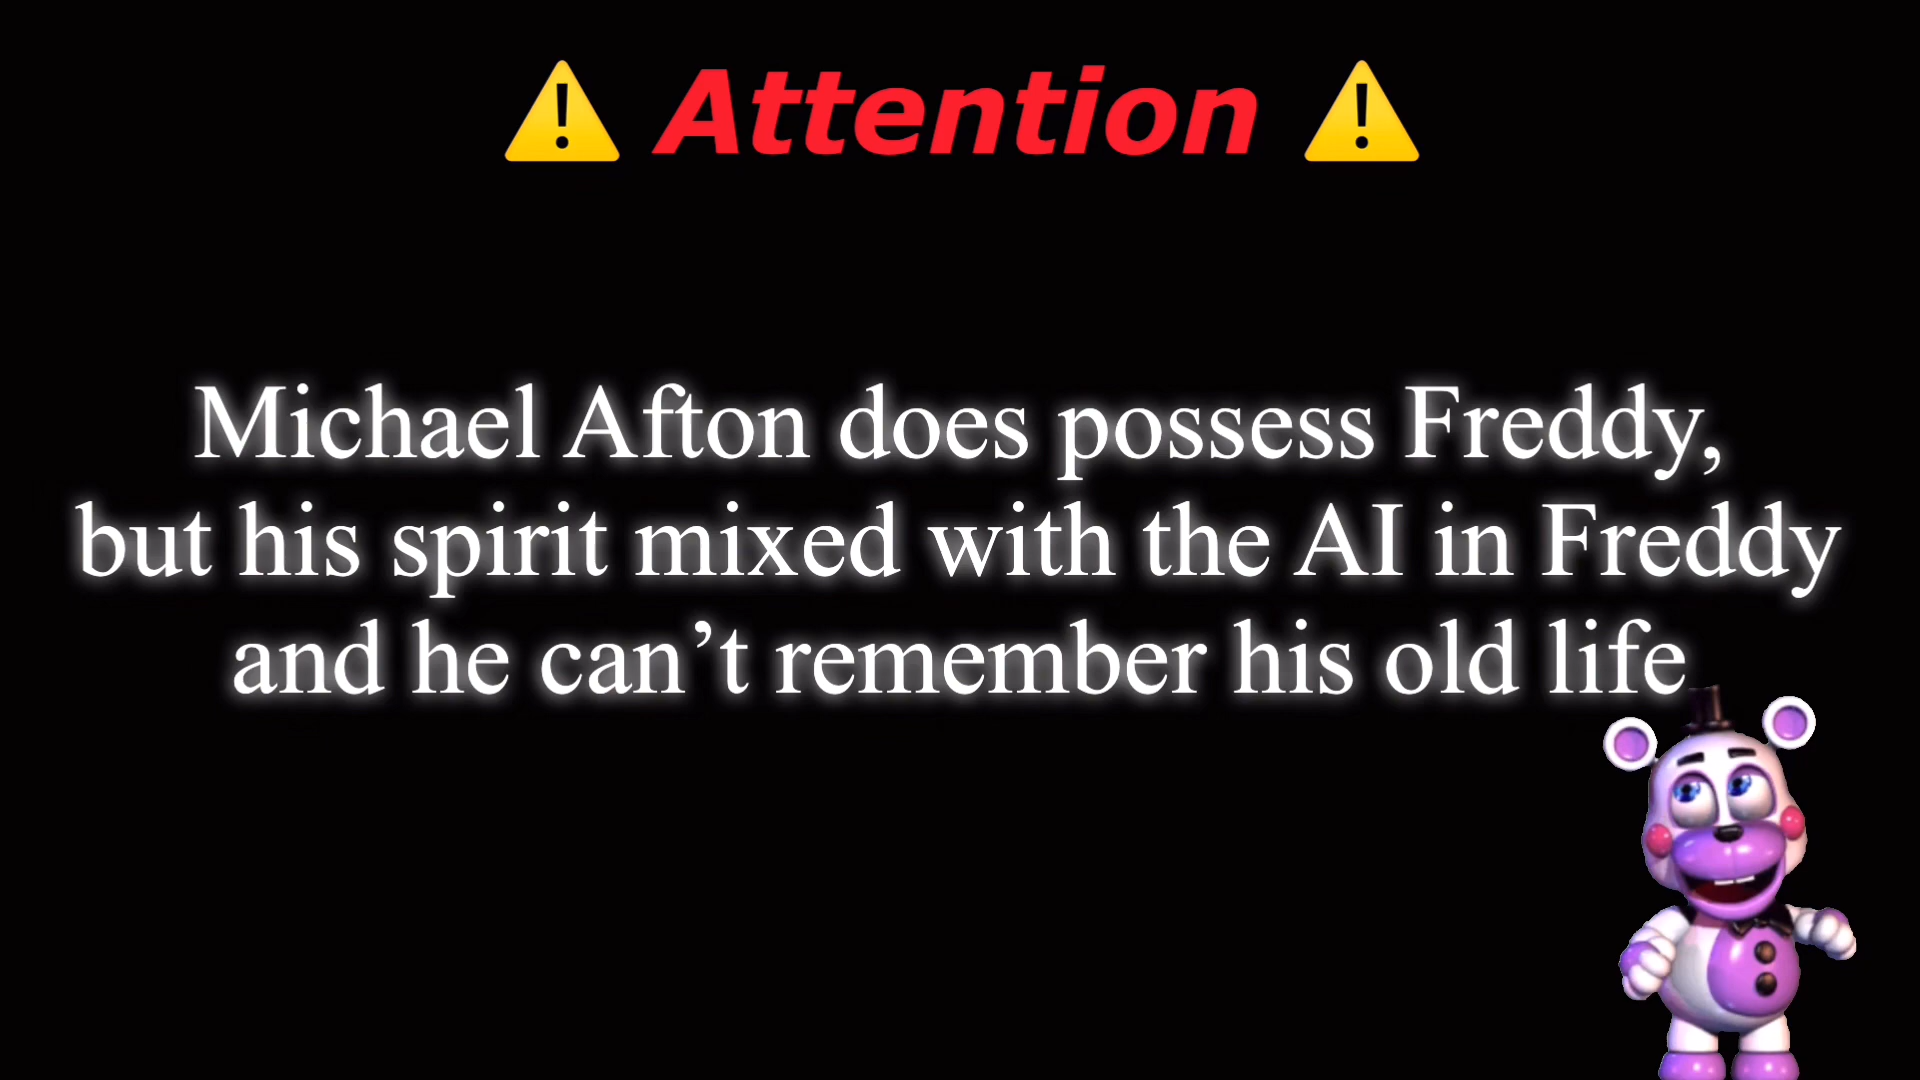 ⚠️ Attention ⚠️
Michael Afton does possess Freddy,
but his spirit mixed with the AI in Freddy
and he can’t remember his old life